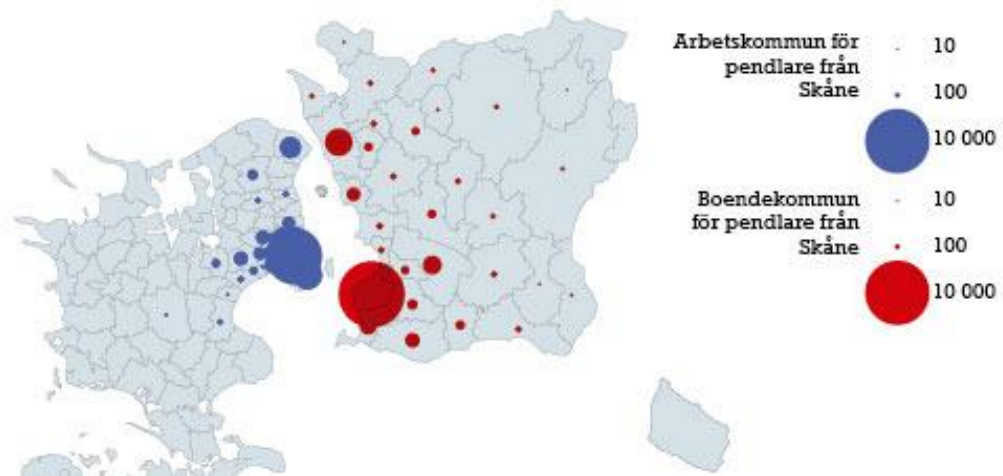 Arbetskommun för
pendlare från
Skåne
10
100
10 000
Boendekommun
för pendlare från
Skåne
10
100
10 000